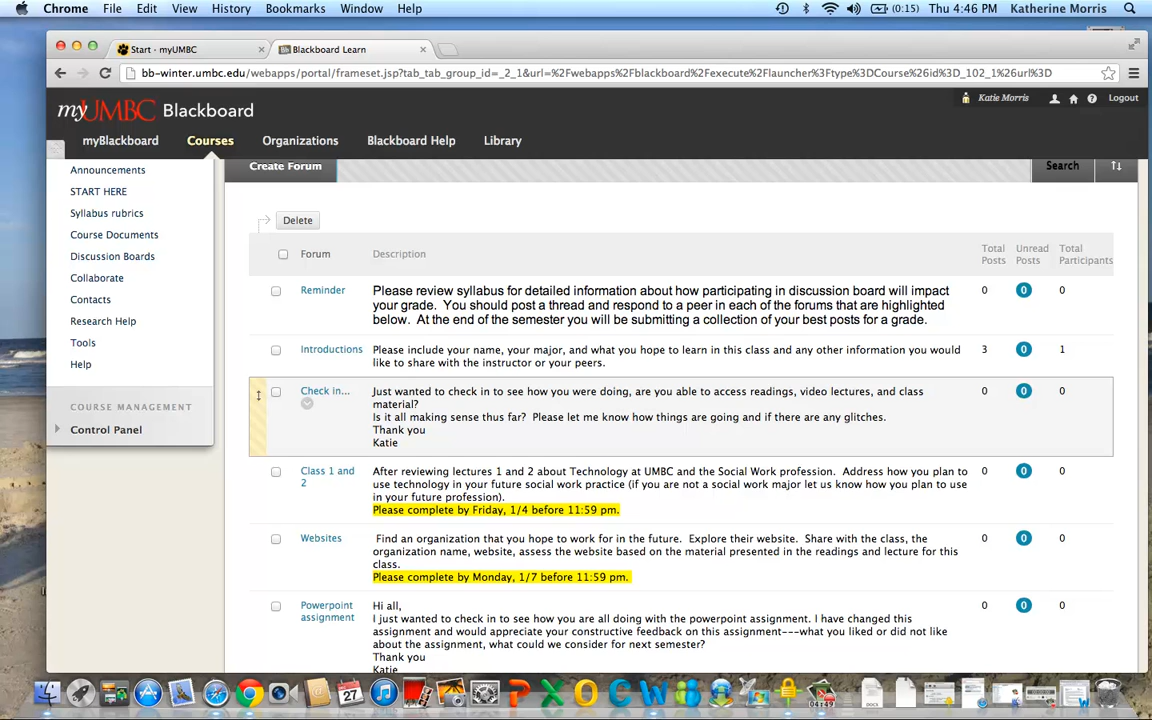 Chrome File Edit View History Bookmarks Window Help (0:15) Thu 4:46 PM Katherine Morris
Start - myUMBC Blackboard Learn
bb-winter.umbc.edu/webapps/portal/frameset.jsp?tab_tab_group_id=_2_1&url=%2Fwebapps%2Fblackboard%2Fexecute%2Flauncher%3Ftype%3DCourse%26id%3D_102_1%26url%3D
myUMBC Blackboard Katie Morris Logout
myBlackboard Courses Organizations Blackboard Help Library
Announcements
START HERE
Syllabus rubrics
Course Documents
Discussion Boards
Collaborate
Contacts
Research Help
Tools
Help
COURSE MANAGEMENT
Control Panel
Create Forum Search
Delete
Forum Description Total Posts Unread Posts Total Participants
Reminder Please review syllabus for detailed information about how participating in discussion board will impact 0 0 0
your grade. You should post a thread and respond to a peer in each of the forums that are highlighted
below. At the end of the semester you will be submitting a collection of your best posts for a grade.
Introductions Please include your name, your major, and what you hope to learn in this class and any other information you would 3 0 1
like to share with the instructor or your peers.
Check in... Just wanted to check in to see how you were doing, are you able to access readings, video lectures, and class 0 0 0
material?
Is it all making sense thus far? Please let me know how things are going and if there are any glitches.
Thank you
Katie
Class 1 and After reviewing lectures 1 and 2 about Technology at UMBC and the Social Work profession. Address how you plan to 0 0 0
2 use technology in your future social work practice (if you are not a social work major let us know how you plan to use
in your future profession).
Please complete by Friday, 1/4 before 11:59 pm.
Websites Find an organization that you hope to work for in the future. Explore their website. Share with the class, the 0 0 0
organization name, website, assess the website based on the material presented in the readings and lecture for this
class.
Please complete by Monday, 1/7 before 11:59 pm.
Powerpoint Hi all, 0 0 0
assignment I just wanted to check in to see how you are all doing with the powerpoint assignment. I have changed this
assignment and would appreciate your constructive feedback on this assignment---what you liked or did not like
about the assignment, what could we consider for next semester?
Thank you
Katie
27
04:49